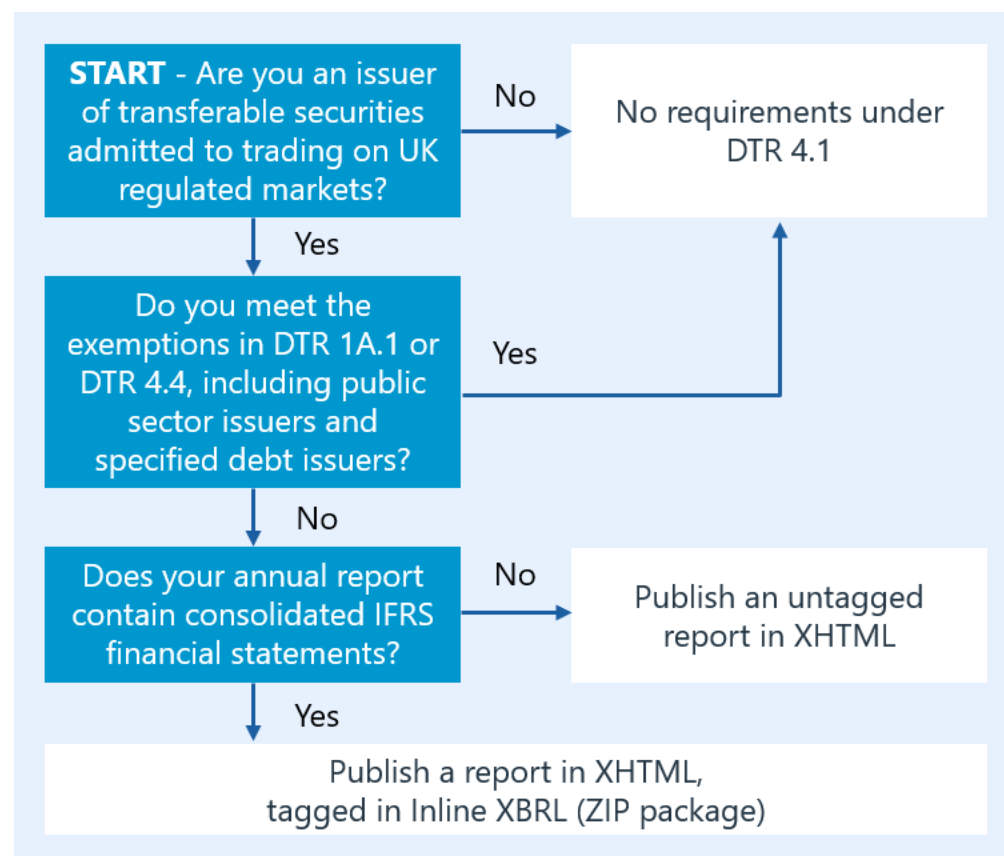 START - Are you an issuer
of transferable securities
admitted to trading on UK
regulated markets?
No
No requirements under
DTR 4.1
Yes
Do you meet the
exemptions in DTR 1A.1 or
DTR 4.4, including public
sector issuers and
specified debt issuers?
Yes
No
Does your annual report
contain consolidated IFRS
financial statements?
No
Publish an untagged
report in XHTML
Yes
Publish a report in XHTML,
tagged in Inline XBRL (ZIP package)